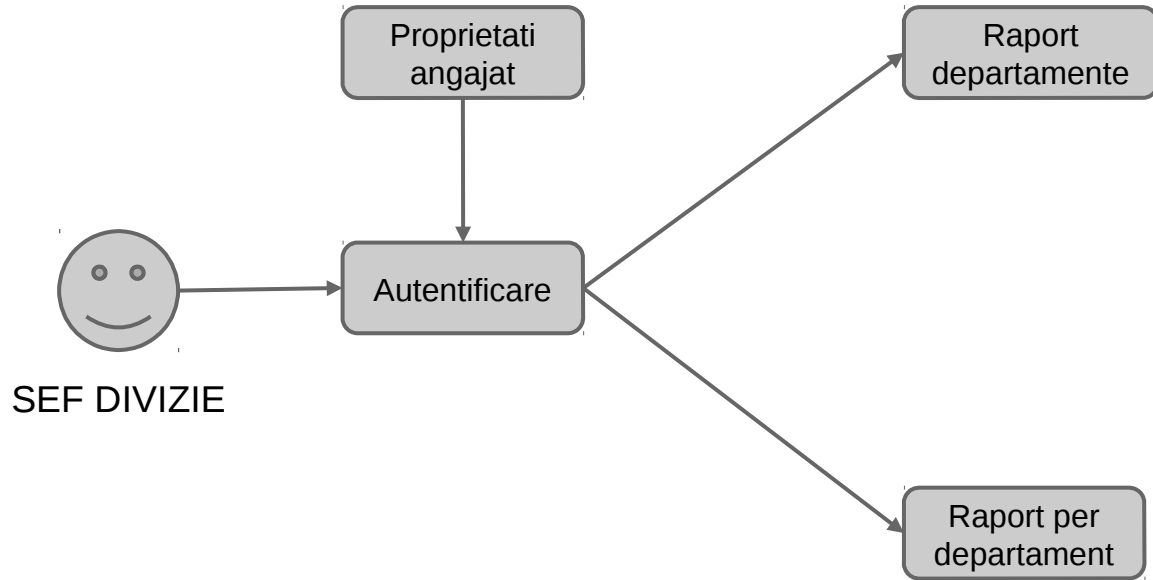 Proprietati
angajat
Raport
departamente
Autentificare
SEF DIVIZIE
Raport per
departament